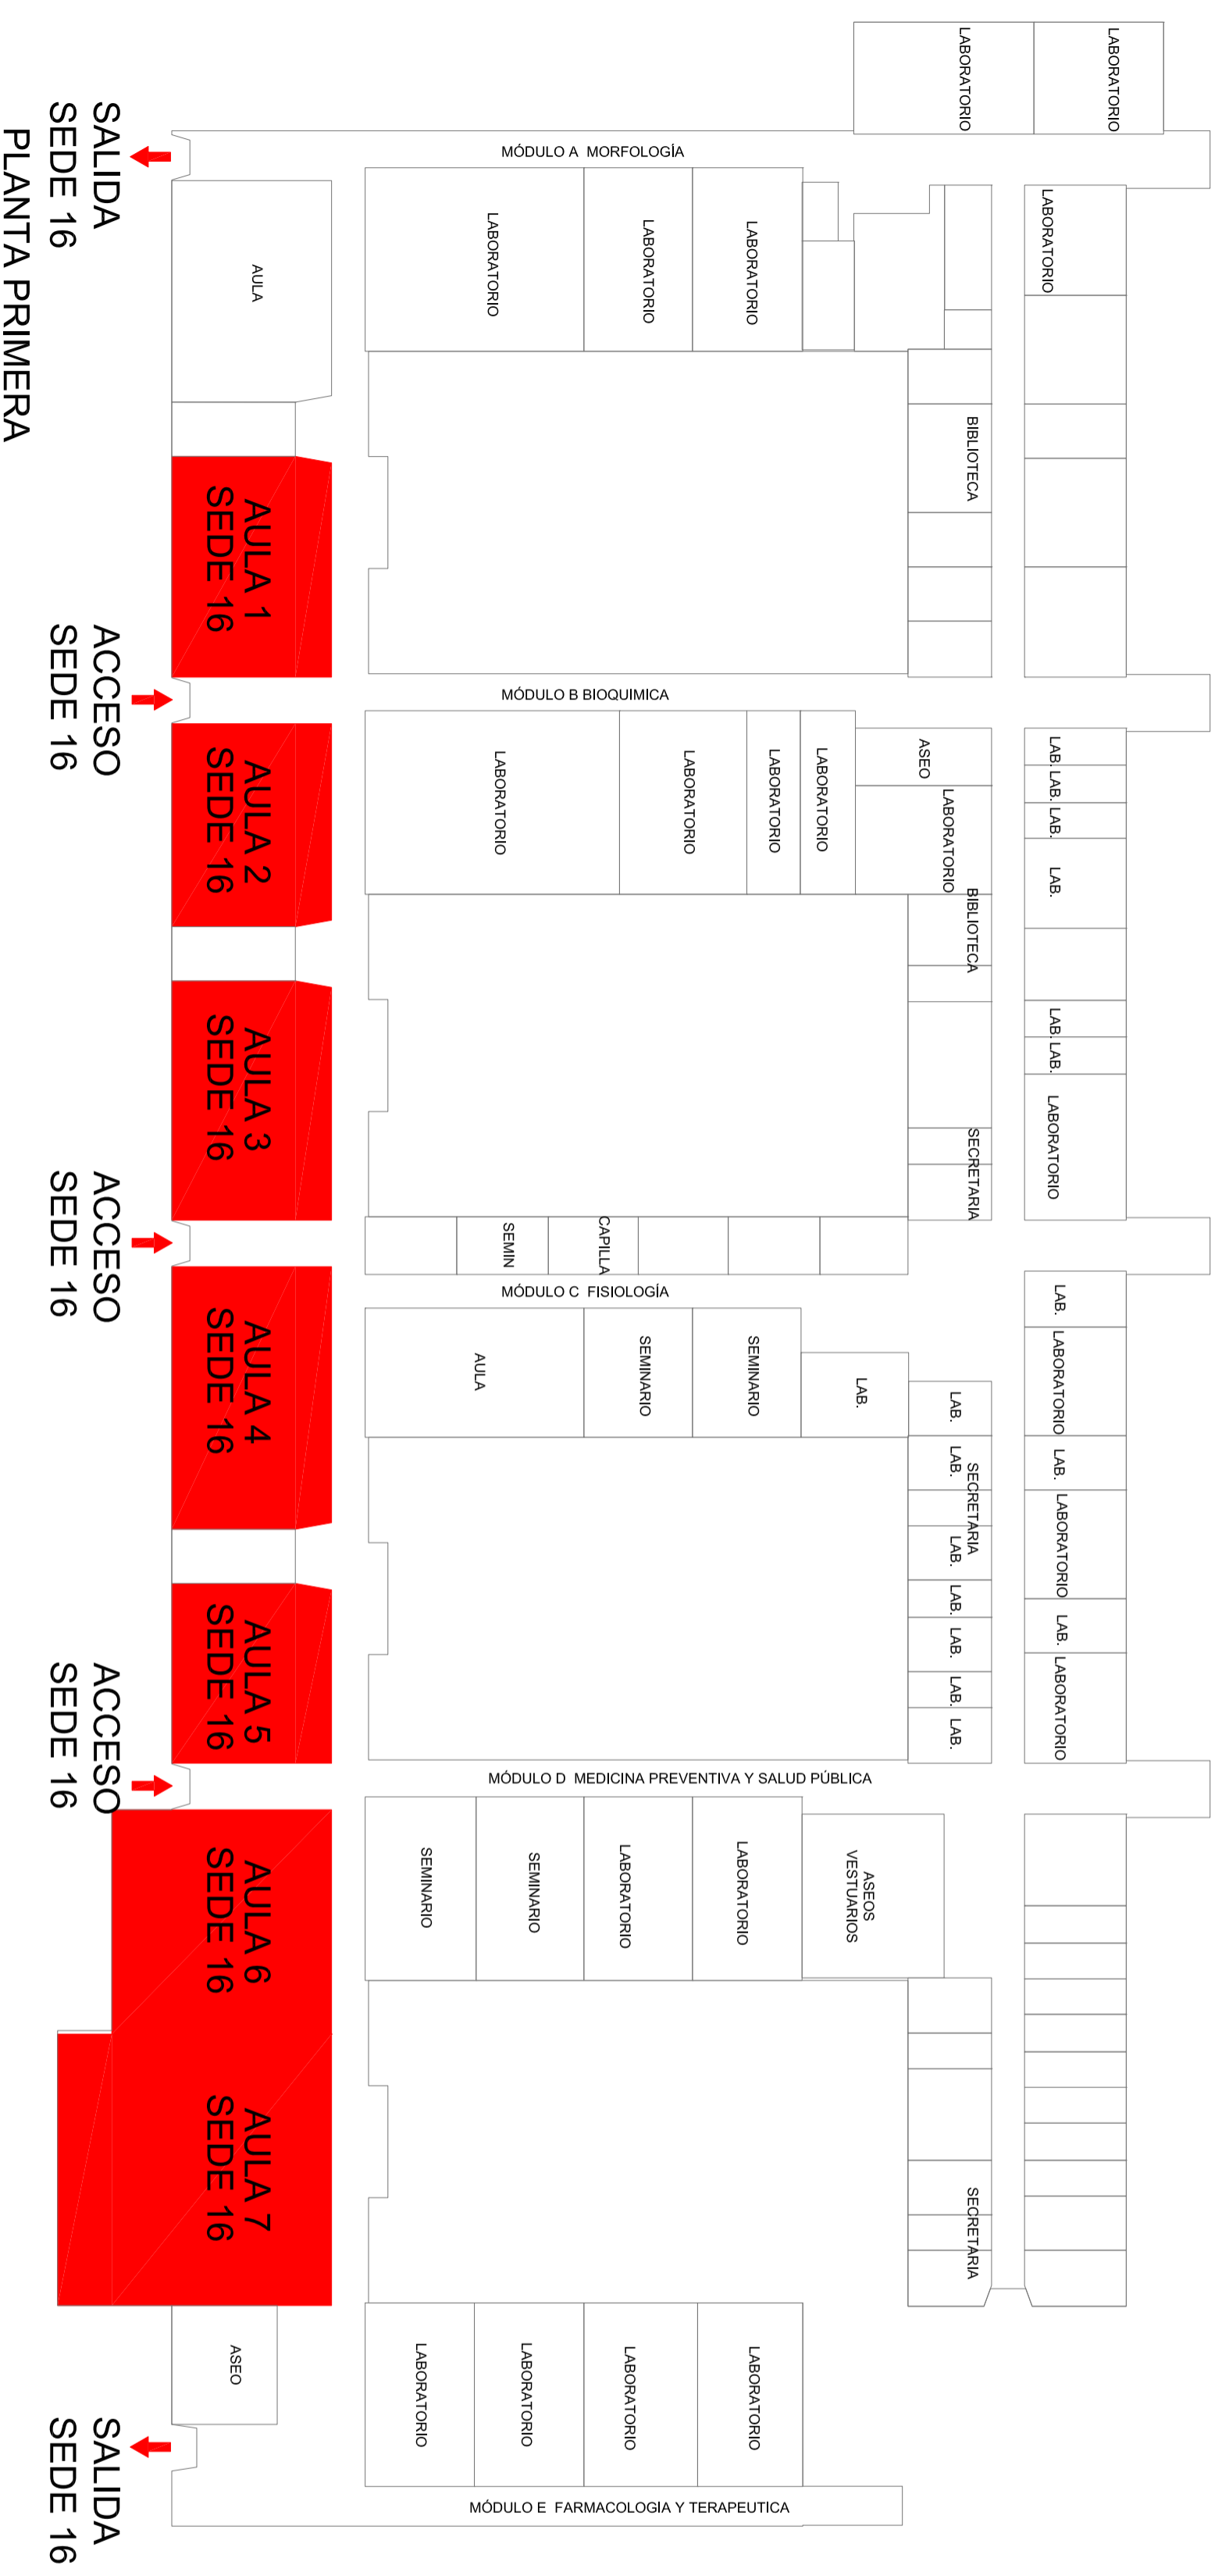 LABORATORIO
LABORATORIO
MÓDULO A MORFOLOGÍA
SALIDA
SEDE 16
PLANTA PRIMERA
AULA
LABORATORIO
LABORATORIO
LABORATORIO
LABORATORIO
BIBLIOTECA
AULA 1
SEDE 16
ACCESO
SEDE 16
MÓDULO B BIOQUIMICA
AULA 2
SEDE 16
LABORATORIO
LABORATORIO
LABORATORIO
LABORATORIO
ASEO
LABORATORIO
BIBLIOTECA
LAB.
LAB.
LAB.
LAB.
LAB.
LAB.
LABORATORIO
SECRETARIA
AULA 3
SEDE 16
ACCESO
SEDE 16
SEMIN
CAPILLA
MÓDULO C FISIOLOGÍA
AULA 4
SEDE 16
AULA
SEMINARIO
SEMINARIO
LAB.
LAB.
LAB.
SECRETARIA
LAB.
LAB.
LAB.
LAB.
LAB.
LAB.
LABORATORIO
LAB.
LABORATORIO
LAB.
LABORATORIO
AULA 5
SEDE 16
ACCESO
SEDE 16
MÓDULO D MEDICINA PREVENTIVA Y SALUD PÚBLICA
AULA 6
SEDE 16
SEMINARIO
SEMINARIO
LABORATORIO
LABORATORIO
ASEOS
VESTUARIOS
AULA 7
SEDE 16
SECRETARIA
ASEO
LABORATORIO
LABORATORIO
LABORATORIO
LABORATORIO
SALIDA
SEDE 16
MÓDULO E FARMACOLOGIA Y TERAPEUTICA